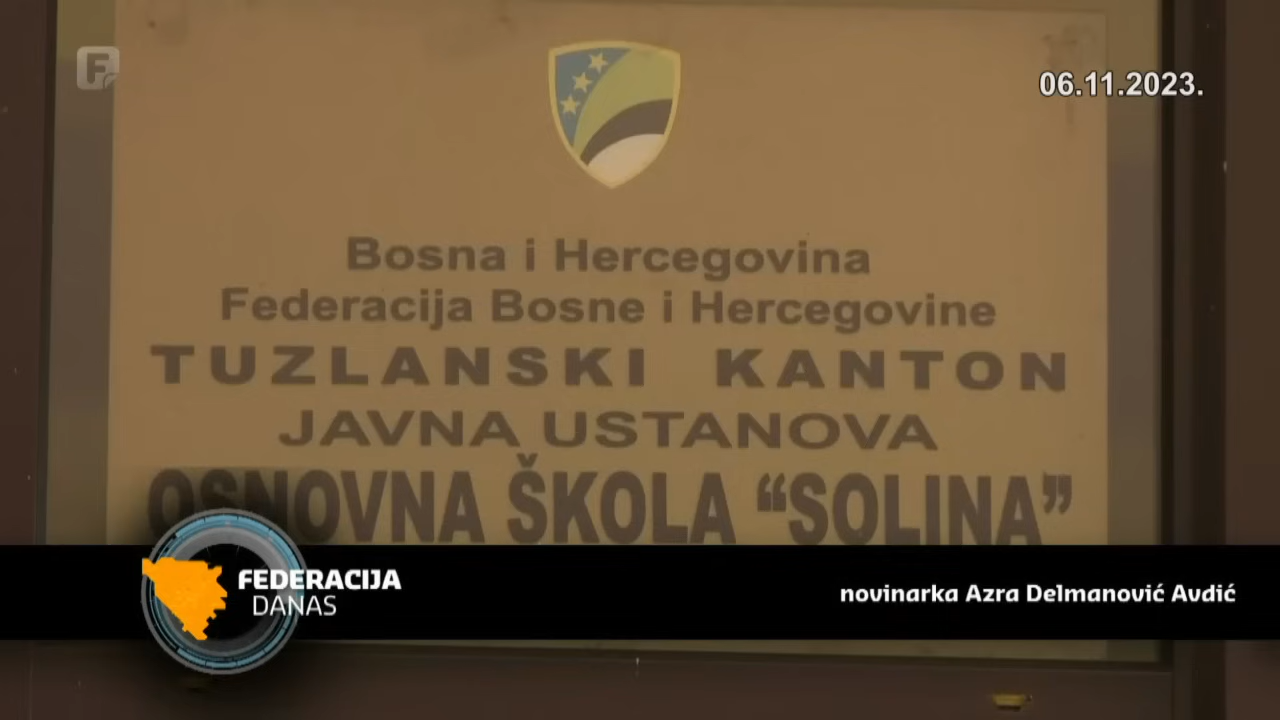 F
06.11.2023.
Bosna i Hercegovina
Federacija Bosne i Hercegovine
TUZLANSKI KANTON
JAVNA USTANOVA
OSNOVNA ŠKOLA “SOLINA”
FEDERACIJA
DANAS
novinarka Azra Delmanović Avdić